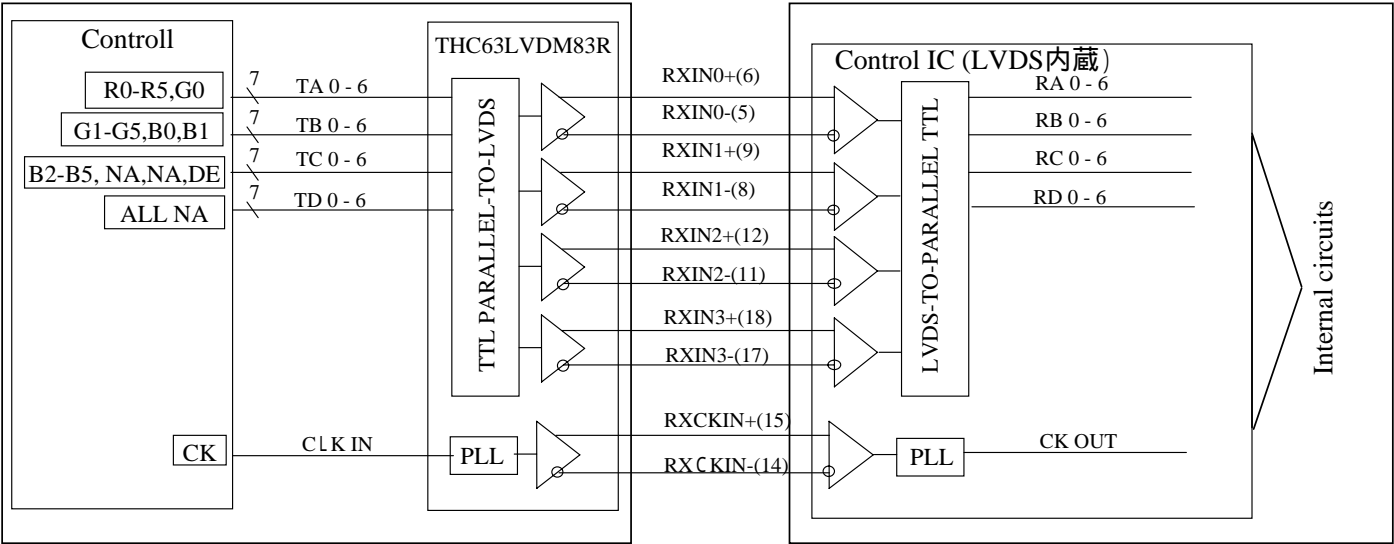 Controll
R0-R5,G0
G1-G5,B0,B1
B2-B5, NA,NA,DE
ALL NA
CK
7
TA 0 - 6
7
TB 0 - 6
7
TC 0 - 6
7
TD 0 - 6
CLK IN
THC63LVDM83R
TTL PARALLEL-TO-LVDS
PLL
RXIN0+(6)
RXIN0-(5)
RXIN1+(9)
RXIN1-(8)
RXIN2+(12)
RXIN2-(11)
RXIN3+(18)
RXIN3-(17)
RXCKIN+(15)
RXCKIN-(14)
Control IC (LVDS内蔵)
LVDS-TO-PARALLEL TTL
PLL
RA 0 - 6
RB 0 - 6
RC 0 - 6
RD 0 - 6
CK OUT
Internal circuits